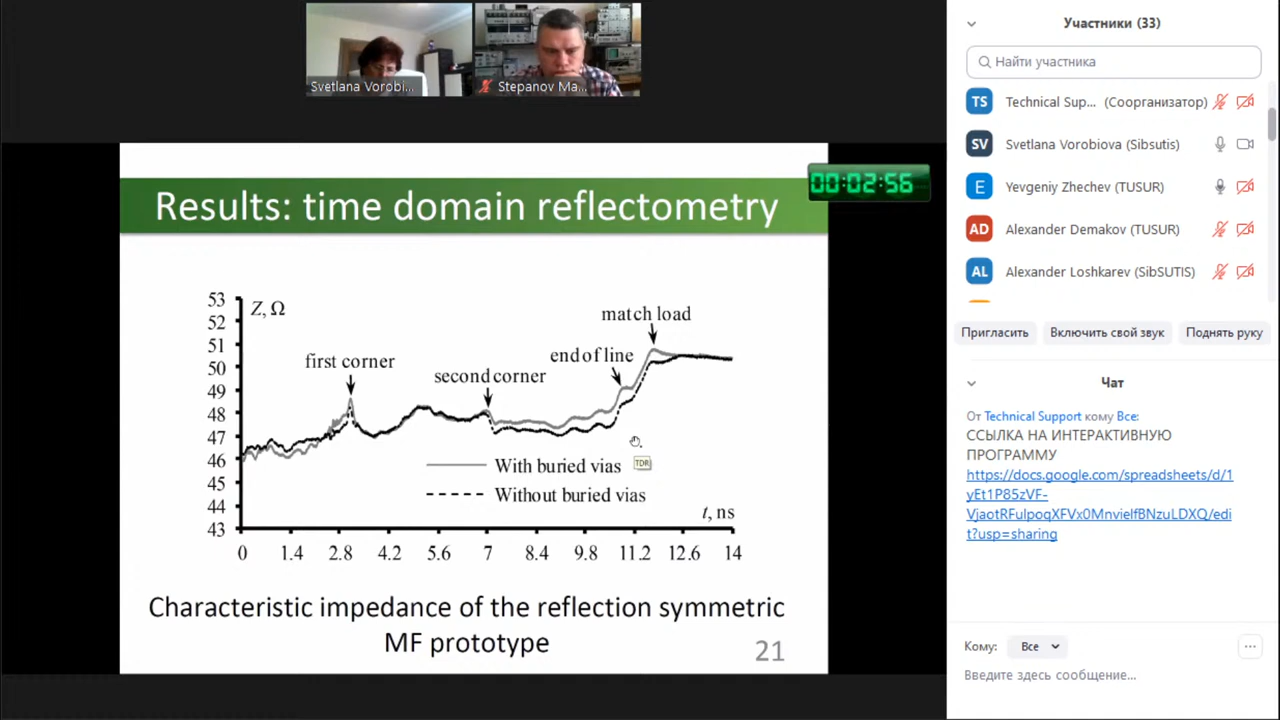 Svetlana Vorobi...
Stepanov Ma...
00:02:56
Results: time domain reflectometry
53
52
51
50
49
48
47
46
45
44
43
Z, Ω
first corner
second corner
end of line
match load
With buried vias
TDR
Without buried vias
t, ns
0 1.4 2.8 4.2 5.6 7 8.4 9.8 11.2 12.6 14
Characteristic impedance of the reflection symmetric
MF prototype
21
Участники (33)
Найти участника
TS Technical Sup... (Соорганизатор)
SV Svetlana Vorobiova (Sibsutis)
E Yevgeniy Zhechev (TUSUR)
AD Alexander Demakov (TUSUR)
AL Alexander Loshkarev (SibSUTIS)
Пригласить Включить свой звук Поднять руку
Чат
От Technical Support кому Все:
ССЫЛКА НА ИНТЕРАКТИВНУЮ
ПРОГРАММУ
https://docs.google.com/spreadsheets/d/1
Кому: Все
Введите здесь сообщение...